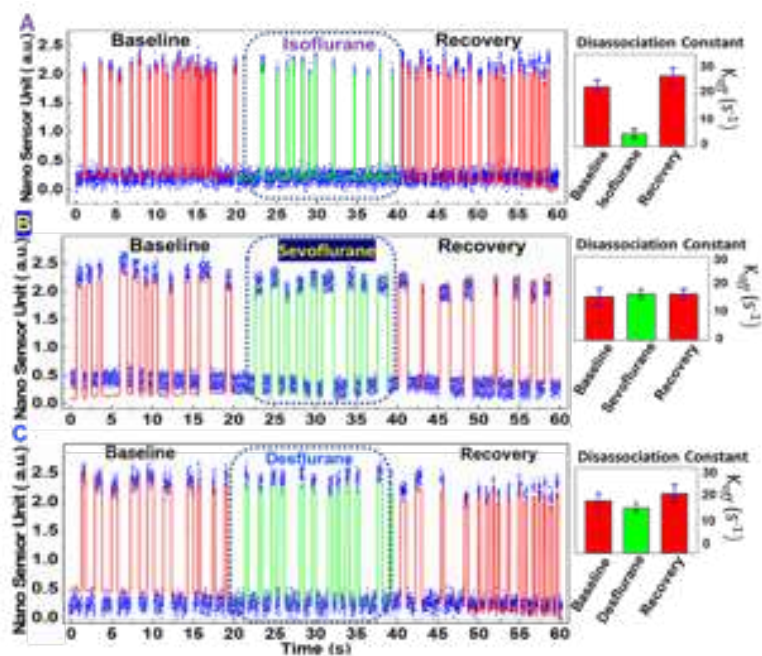 A
Baseline
Isoflurane
Recovery
Nano Sensor Unit ( a.u.)
2.5
2.0
1.5
1.0
0.5
0.0
0 5 10 15 20 25 30 35 40 45 50 55 60
Disassociation Constant
30
20
10
0
Koff (s-1)
Baseline
Isoflurane
Recovery
B
Baseline
Sevoflurane
Recovery
Nano Sensor Unit ( a.u.)
2.5
2.0
1.5
1.0
0.5
0.0
0 5 10 15 20 25 30 35 40 45 50 55 60
Disassociation Constant
30
20
10
0
Koff (s-1)
Baseline
Sevoflurane
Recovery
C
Baseline
Desflurane
Recovery
Nano Sensor Unit ( a.u.)
2.5
2.0
1.5
1.0
0.5
0.0
0 5 10 15 20 25 30 35 40 45 50 55 60
Time (s)
Disassociation Constant
30
20
10
0
Koff (s-1)
Baseline
Desflurane
Recovery